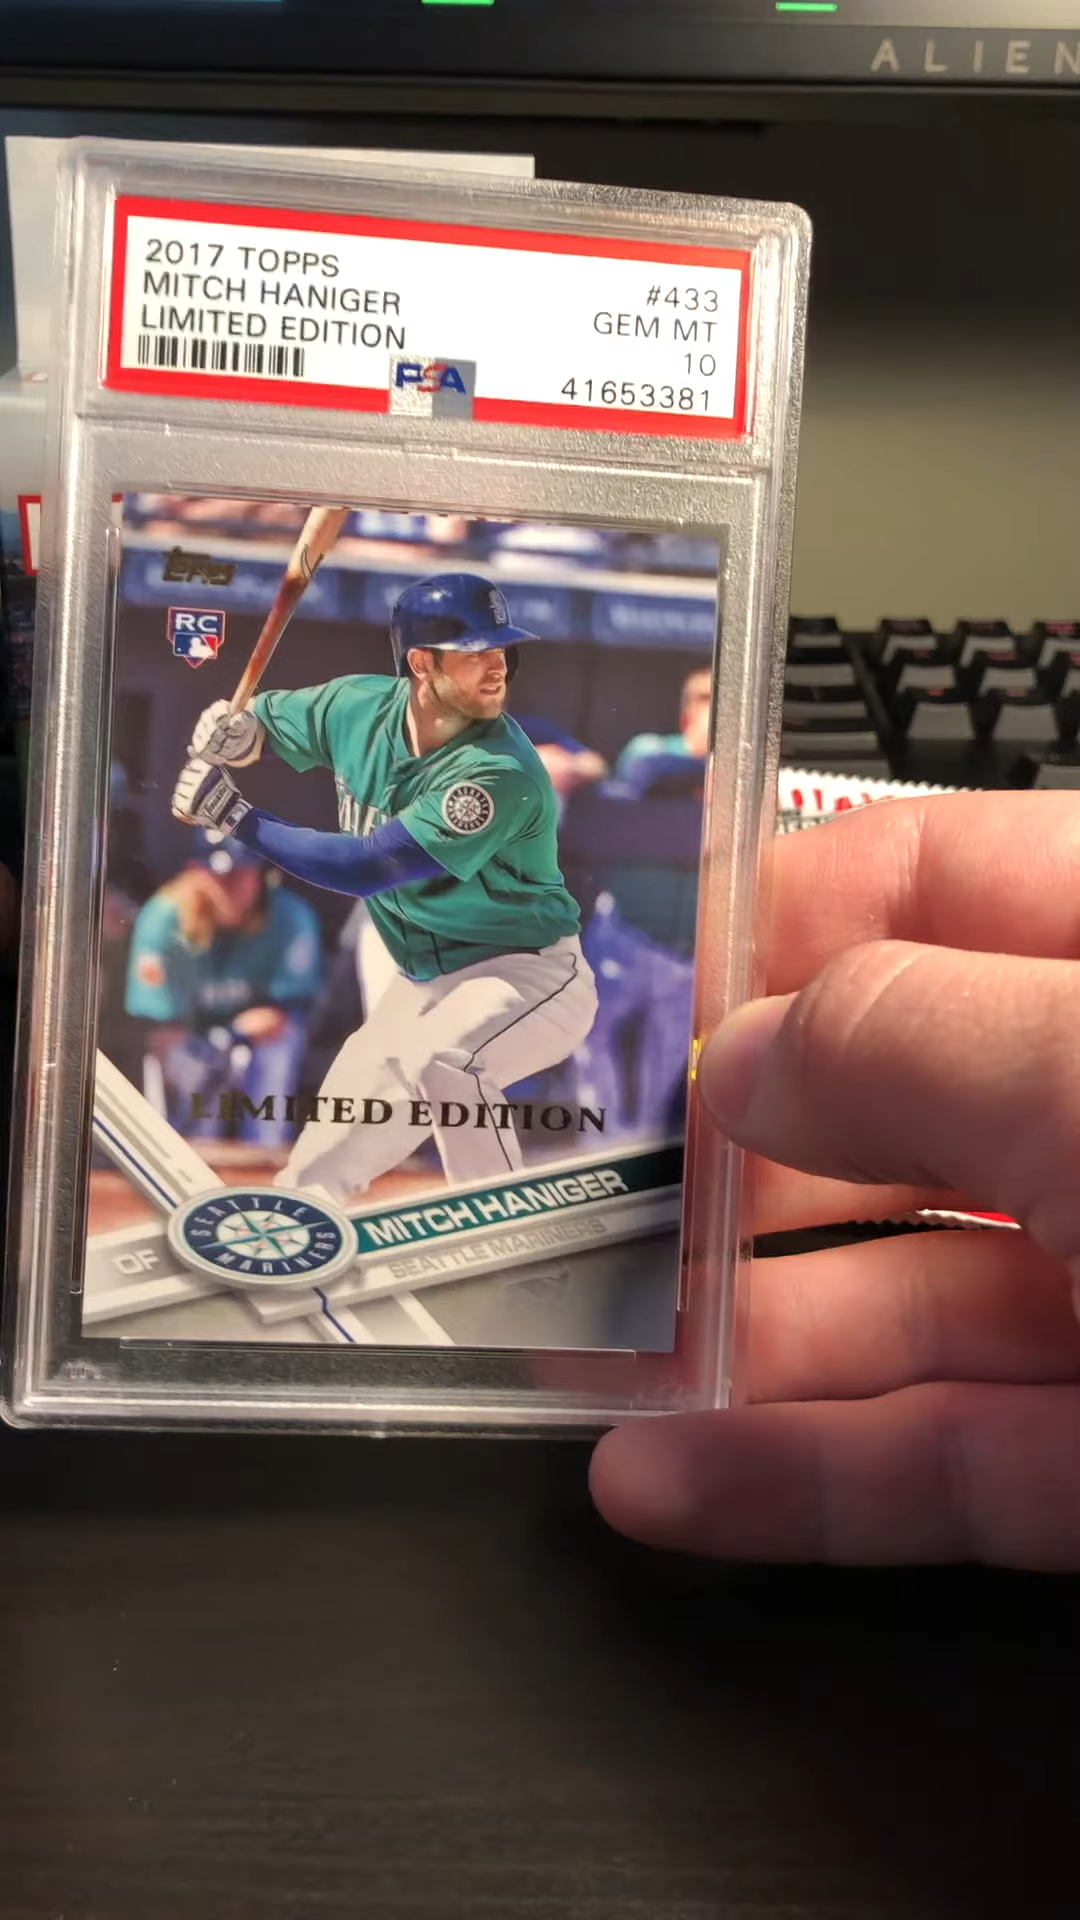 ALIEN
2017 TOPPS
MITCH HANIGER
LIMITED EDITION
#433
GEM MT
10
41653381
PSA
Topps
RC
LIMITED EDITION
MITCH HANIGER
SEATTLE MARINERS
OF
SEATTLE
MARINERS